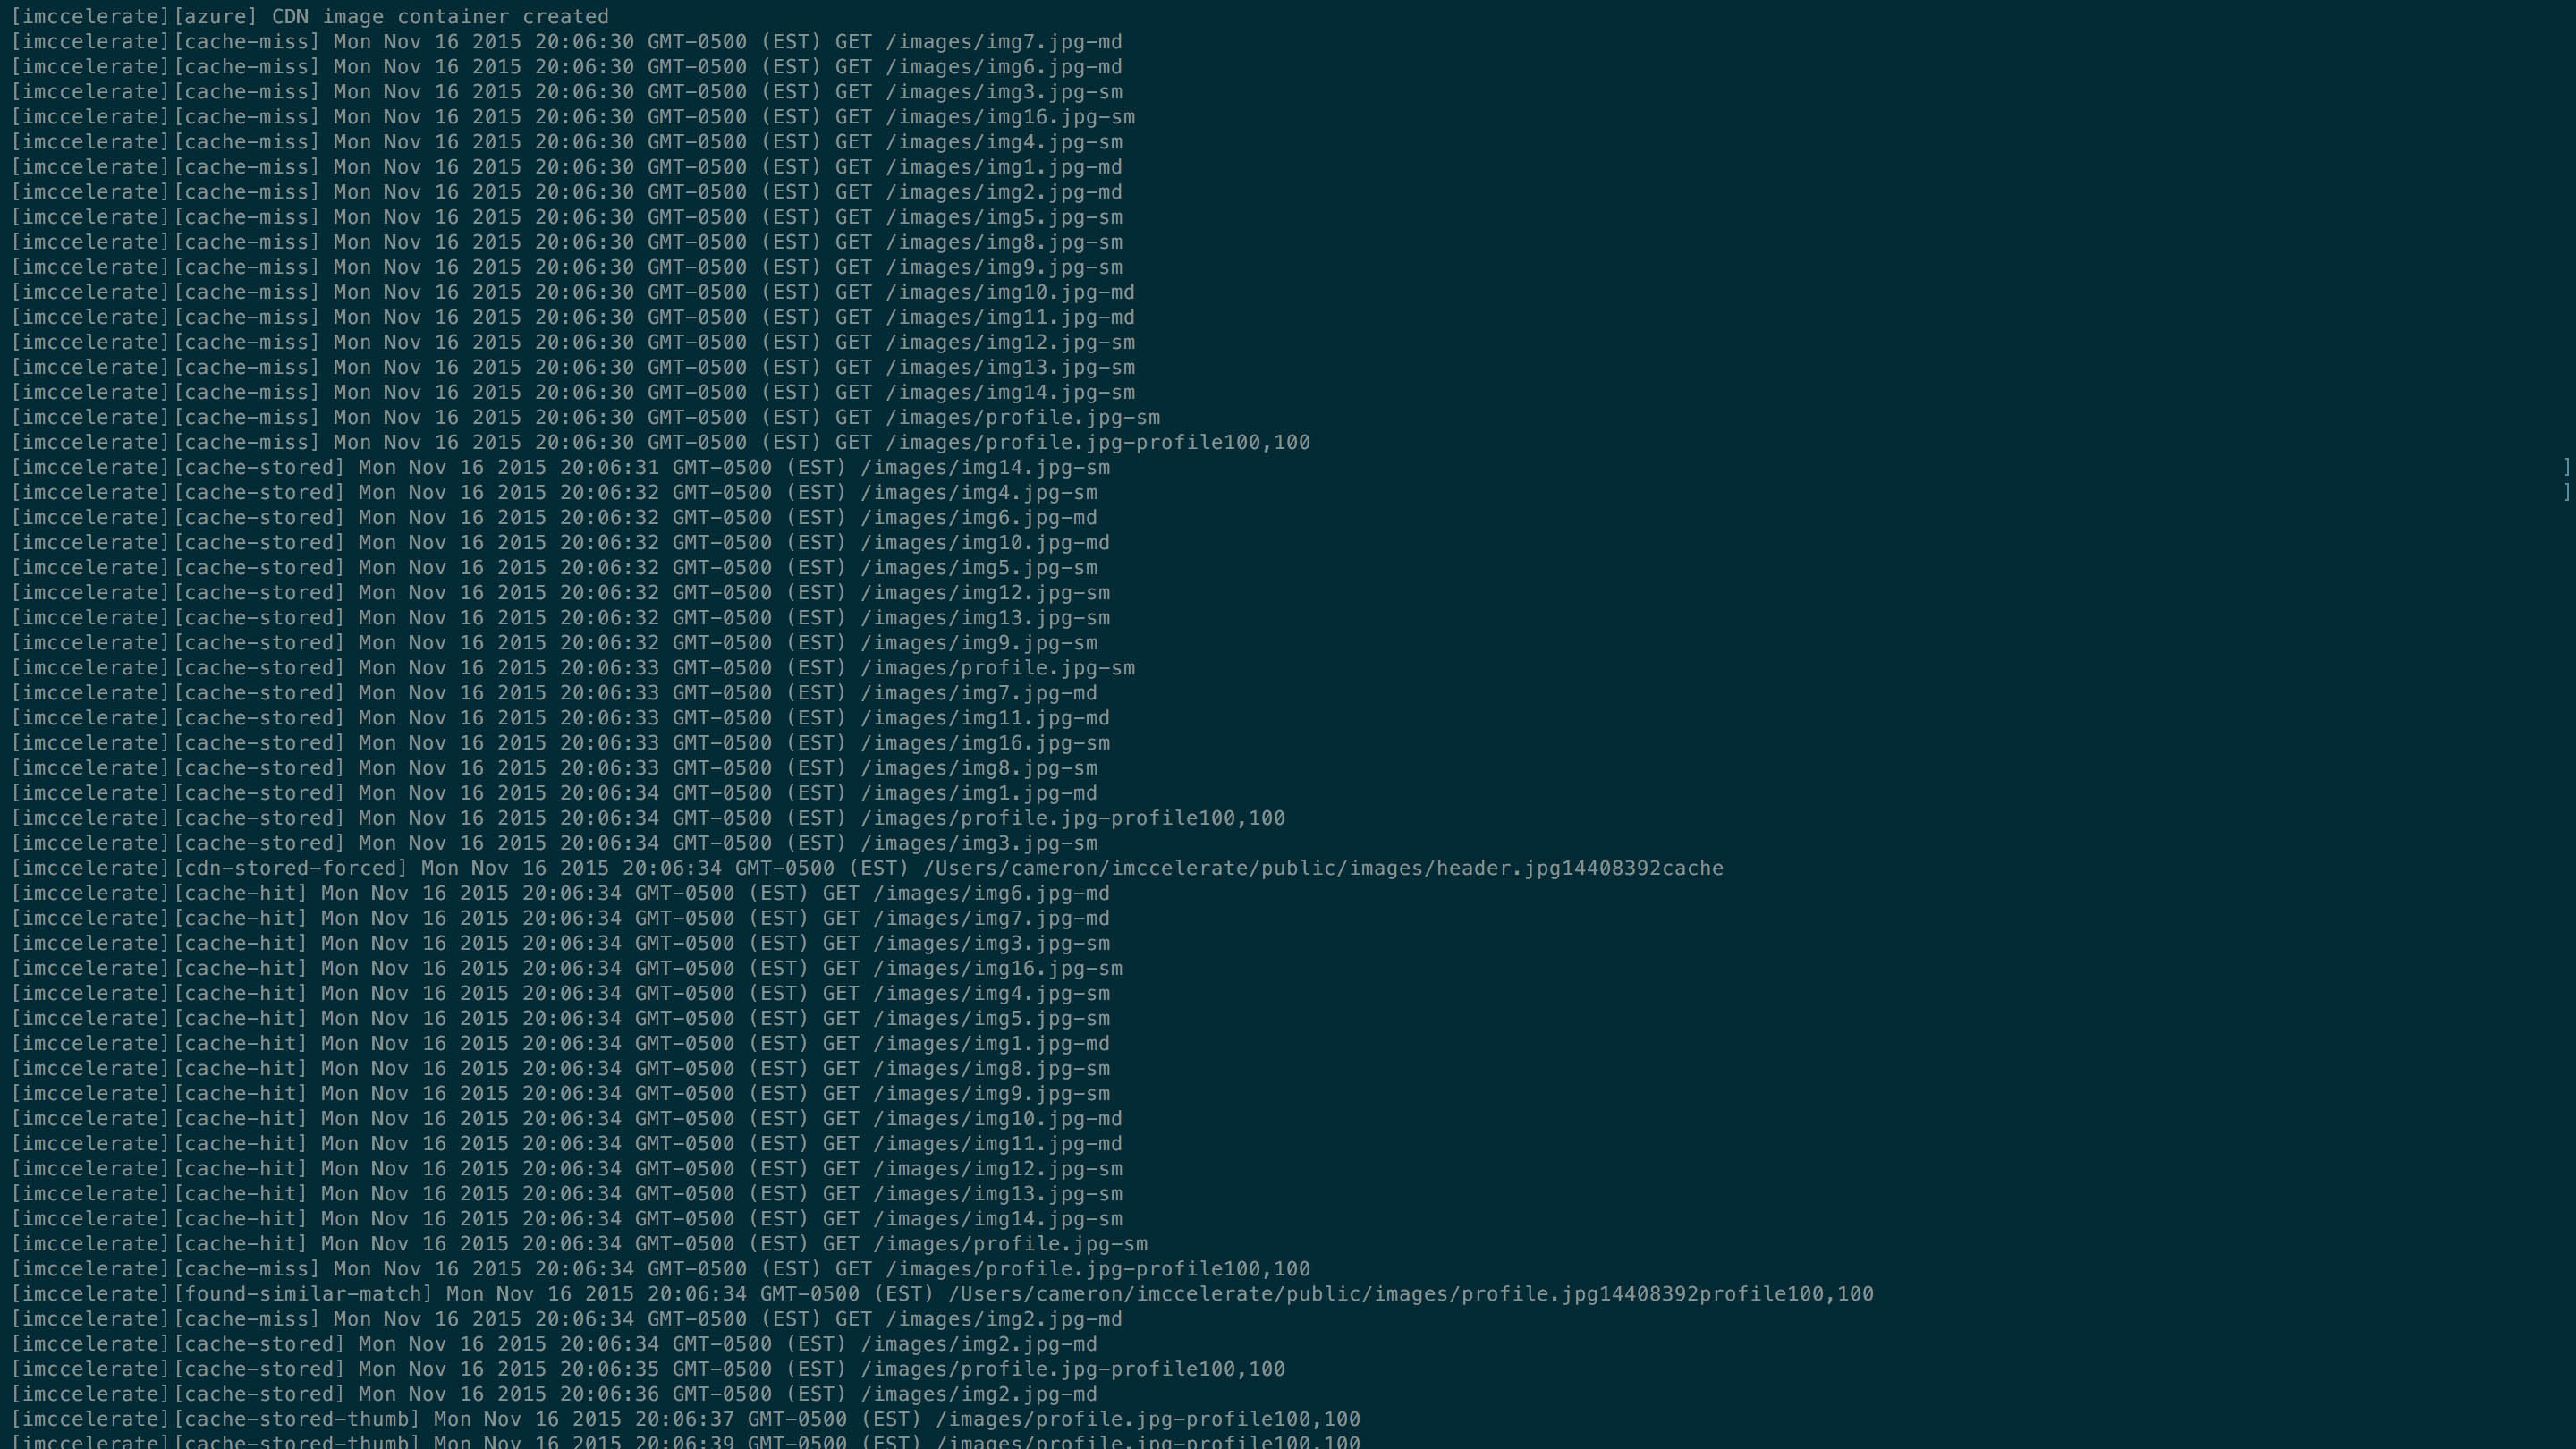 [imccelerate][azure] CDN image container created
[imccelerate][cache-miss] Mon Nov 16 2015 20:06:30 GMT-0500 (EST) GET /images/img7.jpg-md
[imccelerate][cache-miss] Mon Nov 16 2015 20:06:30 GMT-0500 (EST) GET /images/img6.jpg-md
[imccelerate][cache-miss] Mon Nov 16 2015 20:06:30 GMT-0500 (EST) GET /images/img3.jpg-sm
[imccelerate][cache-miss] Mon Nov 16 2015 20:06:30 GMT-0500 (EST) GET /images/img16.jpg-sm
[imccelerate][cache-miss] Mon Nov 16 2015 20:06:30 GMT-0500 (EST) GET /images/img4.jpg-sm
[imccelerate][cache-miss] Mon Nov 16 2015 20:06:30 GMT-0500 (EST) GET /images/img1.jpg-md
[imccelerate][cache-miss] Mon Nov 16 2015 20:06:30 GMT-0500 (EST) GET /images/img2.jpg-md
[imccelerate][cache-miss] Mon Nov 16 2015 20:06:30 GMT-0500 (EST) GET /images/img5.jpg-sm
[imccelerate][cache-miss] Mon Nov 16 2015 20:06:30 GMT-0500 (EST) GET /images/img8.jpg-sm
[imccelerate][cache-miss] Mon Nov 16 2015 20:06:30 GMT-0500 (EST) GET /images/img9.jpg-sm
[imccelerate][cache-miss] Mon Nov 16 2015 20:06:30 GMT-0500 (EST) GET /images/img10.jpg-md
[imccelerate][cache-miss] Mon Nov 16 2015 20:06:30 GMT-0500 (EST) GET /images/img11.jpg-md
[imccelerate][cache-miss] Mon Nov 16 2015 20:06:30 GMT-0500 (EST) GET /images/img12.jpg-sm
[imccelerate][cache-miss] Mon Nov 16 2015 20:06:30 GMT-0500 (EST) GET /images/img13.jpg-sm
[imccelerate][cache-miss] Mon Nov 16 2015 20:06:30 GMT-0500 (EST) GET /images/img14.jpg-sm
[imccelerate][cache-miss] Mon Nov 16 2015 20:06:30 GMT-0500 (EST) GET /images/profile.jpg-sm
[imccelerate][cache-miss] Mon Nov 16 2015 20:06:30 GMT-0500 (EST) GET /images/profile.jpg-profile100,100
[imccelerate][cache-stored] Mon Nov 16 2015 20:06:31 GMT-0500 (EST) /images/img14.jpg-sm ]
[imccelerate][cache-stored] Mon Nov 16 2015 20:06:32 GMT-0500 (EST) /images/img4.jpg-sm ]
[imccelerate][cache-stored] Mon Nov 16 2015 20:06:32 GMT-0500 (EST) /images/img6.jpg-md
[imccelerate][cache-stored] Mon Nov 16 2015 20:06:32 GMT-0500 (EST) /images/img10.jpg-md
[imccelerate][cache-stored] Mon Nov 16 2015 20:06:32 GMT-0500 (EST) /images/img5.jpg-sm
[imccelerate][cache-stored] Mon Nov 16 2015 20:06:32 GMT-0500 (EST) /images/img12.jpg-sm
[imccelerate][cache-stored] Mon Nov 16 2015 20:06:32 GMT-0500 (EST) /images/img13.jpg-sm
[imccelerate][cache-stored] Mon Nov 16 2015 20:06:32 GMT-0500 (EST) /images/img9.jpg-sm
[imccelerate][cache-stored] Mon Nov 16 2015 20:06:33 GMT-0500 (EST) /images/profile.jpg-sm
[imccelerate][cache-stored] Mon Nov 16 2015 20:06:33 GMT-0500 (EST) /images/img7.jpg-md
[imccelerate][cache-stored] Mon Nov 16 2015 20:06:33 GMT-0500 (EST) /images/img11.jpg-md
[imccelerate][cache-stored] Mon Nov 16 2015 20:06:33 GMT-0500 (EST) /images/img16.jpg-sm
[imccelerate][cache-stored] Mon Nov 16 2015 20:06:33 GMT-0500 (EST) /images/img8.jpg-sm
[imccelerate][cache-stored] Mon Nov 16 2015 20:06:34 GMT-0500 (EST) /images/img1.jpg-md
[imccelerate][cache-stored] Mon Nov 16 2015 20:06:34 GMT-0500 (EST) /images/profile.jpg-profile100,100
[imccelerate][cache-stored] Mon Nov 16 2015 20:06:34 GMT-0500 (EST) /images/img3.jpg-sm
[imccelerate][cdn-stored-forced] Mon Nov 16 2015 20:06:34 GMT-0500 (EST) /Users/cameron/imccelerate/public/images/header.jpg14408392cache
[imccelerate][cache-hit] Mon Nov 16 2015 20:06:34 GMT-0500 (EST) GET /images/img6.jpg-md
[imccelerate][cache-hit] Mon Nov 16 2015 20:06:34 GMT-0500 (EST) GET /images/img7.jpg-md
[imccelerate][cache-hit] Mon Nov 16 2015 20:06:34 GMT-0500 (EST) GET /images/img3.jpg-sm
[imccelerate][cache-hit] Mon Nov 16 2015 20:06:34 GMT-0500 (EST) GET /images/img16.jpg-sm
[imccelerate][cache-hit] Mon Nov 16 2015 20:06:34 GMT-0500 (EST) GET /images/img4.jpg-sm
[imccelerate][cache-hit] Mon Nov 16 2015 20:06:34 GMT-0500 (EST) GET /images/img5.jpg-sm
[imccelerate][cache-hit] Mon Nov 16 2015 20:06:34 GMT-0500 (EST) GET /images/img1.jpg-md
[imccelerate][cache-hit] Mon Nov 16 2015 20:06:34 GMT-0500 (EST) GET /images/img8.jpg-sm
[imccelerate][cache-hit] Mon Nov 16 2015 20:06:34 GMT-0500 (EST) GET /images/img9.jpg-sm
[imccelerate][cache-hit] Mon Nov 16 2015 20:06:34 GMT-0500 (EST) GET /images/img10.jpg-md
[imccelerate][cache-hit] Mon Nov 16 2015 20:06:34 GMT-0500 (EST) GET /images/img11.jpg-md
[imccelerate][cache-hit] Mon Nov 16 2015 20:06:34 GMT-0500 (EST) GET /images/img12.jpg-sm
[imccelerate][cache-hit] Mon Nov 16 2015 20:06:34 GMT-0500 (EST) GET /images/img13.jpg-sm
[imccelerate][cache-hit] Mon Nov 16 2015 20:06:34 GMT-0500 (EST) GET /images/img14.jpg-sm
[imccelerate][cache-hit] Mon Nov 16 2015 20:06:34 GMT-0500 (EST) GET /images/profile.jpg-sm
[imccelerate][cache-miss] Mon Nov 16 2015 20:06:34 GMT-0500 (EST) GET /images/profile.jpg-profile100,100
[imccelerate][found-similar-match] Mon Nov 16 2015 20:06:34 GMT-0500 (EST) /Users/cameron/imccelerate/public/images/profile.jpg14408392profile100,100
[imccelerate][cache-miss] Mon Nov 16 2015 20:06:34 GMT-0500 (EST) GET /images/img2.jpg-md
[imccelerate][cache-stored] Mon Nov 16 2015 20:06:34 GMT-0500 (EST) /images/img2.jpg-md
[imccelerate][cache-stored] Mon Nov 16 2015 20:06:35 GMT-0500 (EST) /images/profile.jpg-profile100,100
[imccelerate][cache-stored] Mon Nov 16 2015 20:06:36 GMT-0500 (EST) /images/img2.jpg-md
[imccelerate][cache-stored-thumb] Mon Nov 16 2015 20:06:37 GMT-0500 (EST) /images/profile.jpg-profile100,100
[imccelerate][cache-stored-thumb] Mon Nov 16 2015 20:06:39 GMT-0500 (EST) /images/profile.jpg-profile100,100